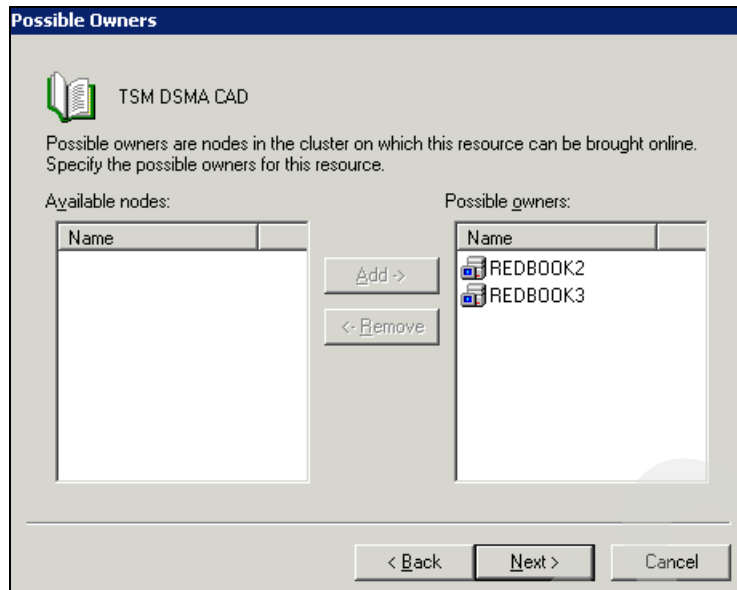 Possible Owners
TSM DSMA CAD
Possible owners are nodes in the cluster on which this resource can be brought online.
Specify the possible owners for this resource.
Available nodes:
Name
Add ->
<- Remove
Possible owners:
Name
REDBOOK2
REDBOOK3
< Back
Next >
Cancel